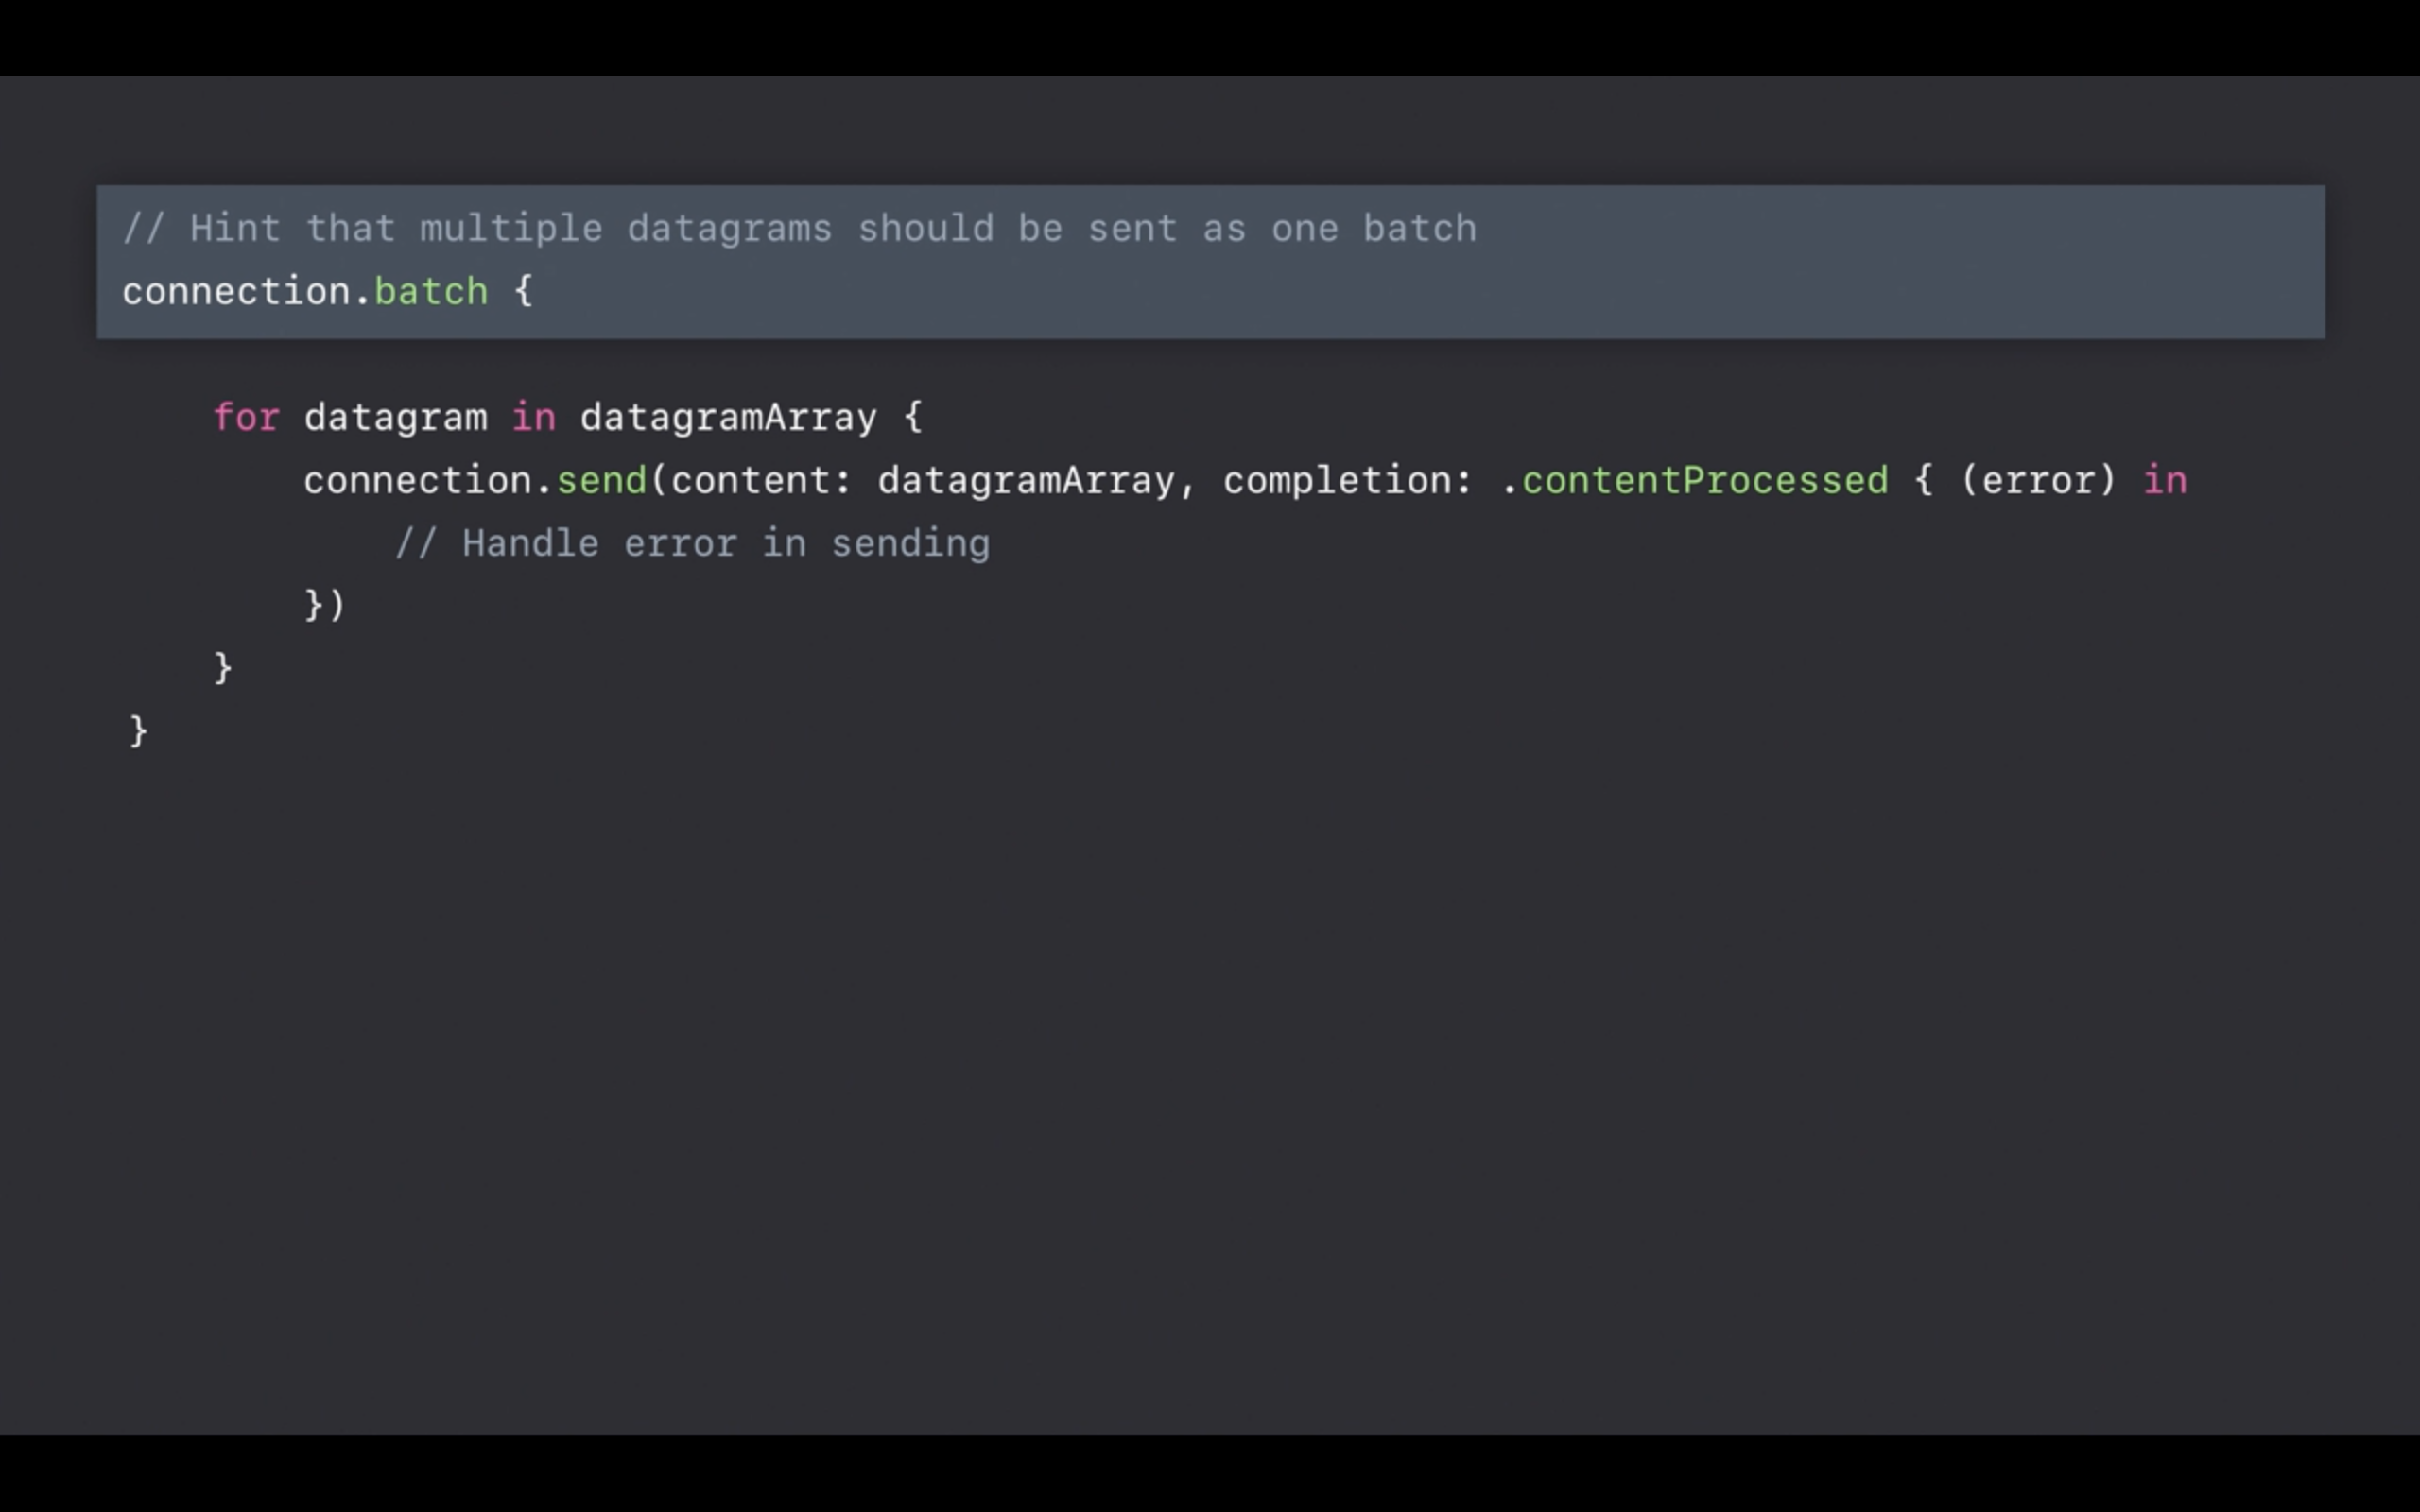 // Hint that multiple datagrams should be sent as one batch
connection.batch {
for datagram in datagramArray {
connection.send(content: datagramArray, completion: .contentProcessed { (error) in
// Handle error in sending
})
}
}